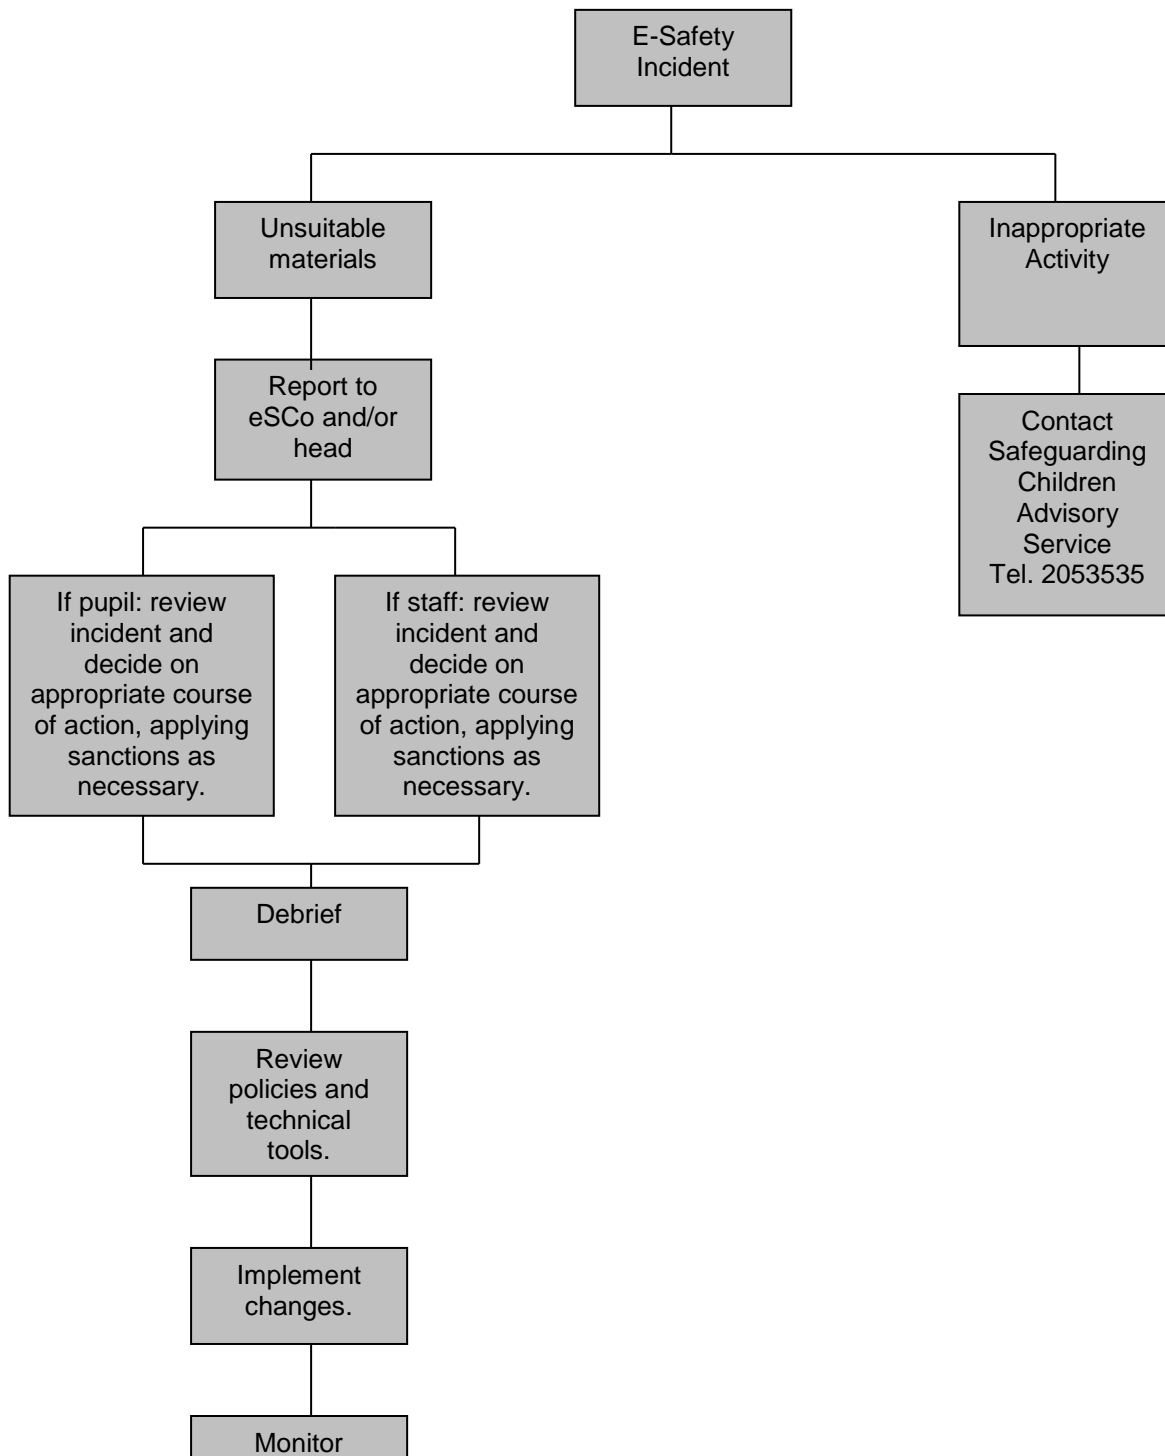 E-Safety
Incident
Unsuitable
materials
Inappropriate
Activity
Report to
eSCo and/or
head
Contact
Safeguarding
Children
Advisory
Service
Tel. 2053535
If pupil: review
incident and
decide on
appropriate course
of action, applying
sanctions as
necessary.
If staff: review
incident and
decide on
appropriate course
of action, applying
sanctions as
necessary.
Debrief
Review
policies and
technical
tools.
Implement
changes.
Monitor